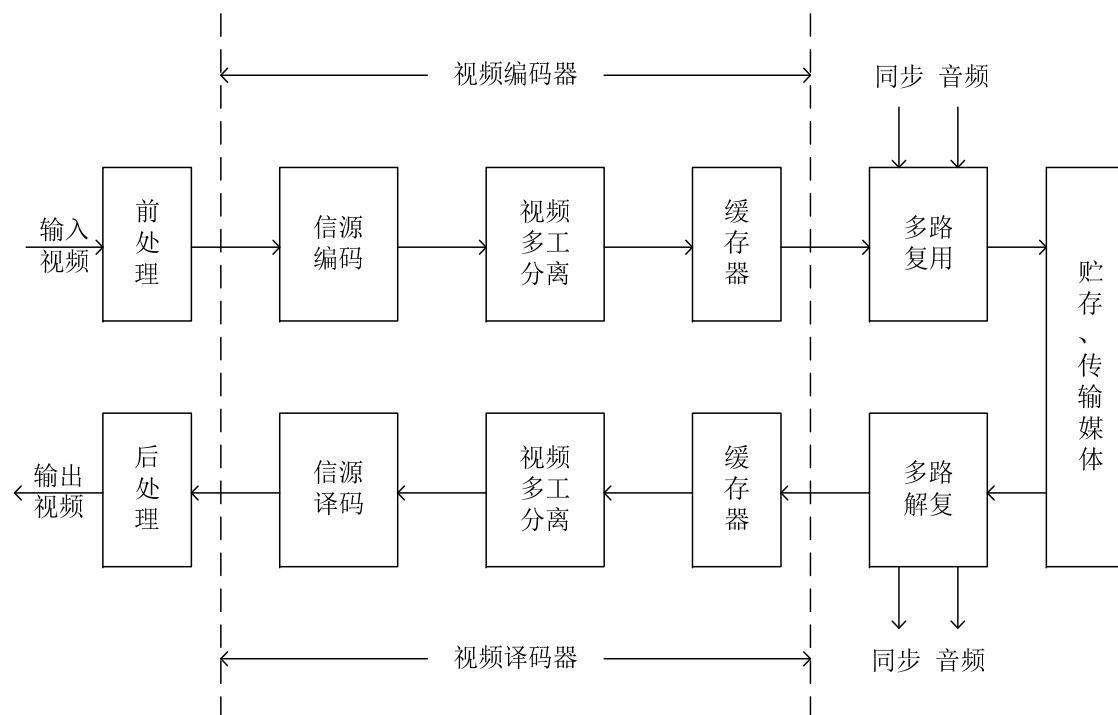 视频编码器
同步 音频
输入
视频
前
处
理
信源
编码
视频
多工
分离
缓
存
器
多路
复用
贮
存
、
传
输
媒
体
输出
视频
后
处
理
信源
译码
视频
多工
分离
缓
存
器
多路
解复
视频译码器
同步 音频